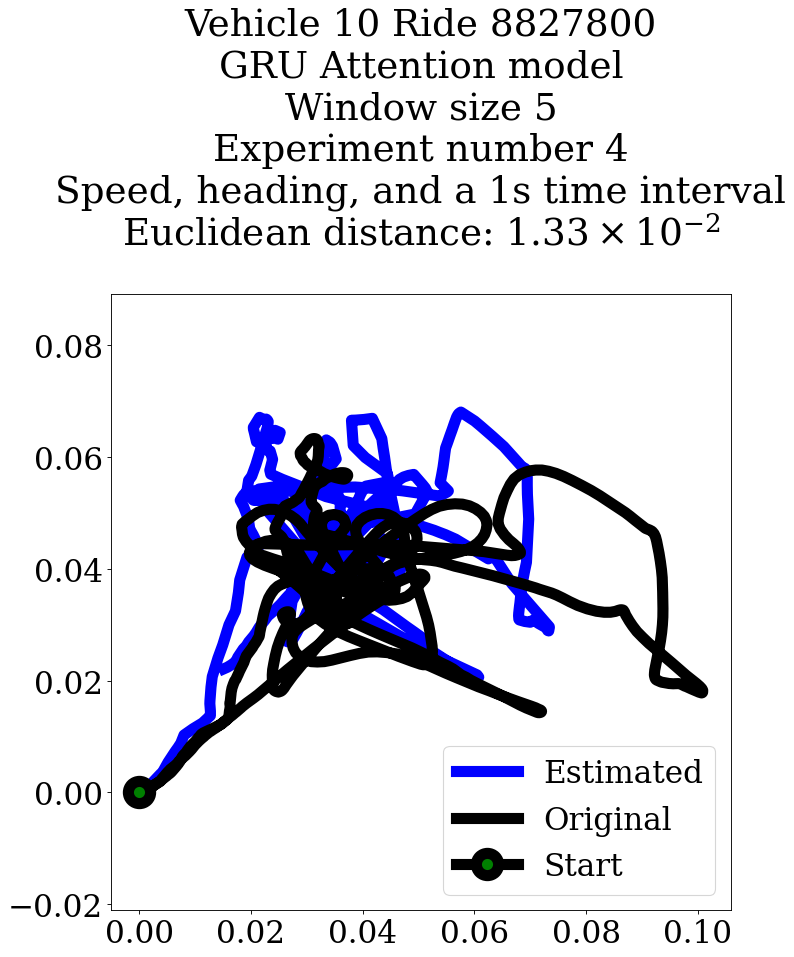 Vehicle 10 Ride 8827800
GRU Attention model
Window size 5
Experiment number 4
Speed, heading, and a 1s time interval
Euclidean distance: 1.33 × 10⁻²
0.08
0.06
0.04
0.02
0.00
−0.02
0.00 0.02 0.04 0.06 0.08 0.10
Estimated
Original
Start